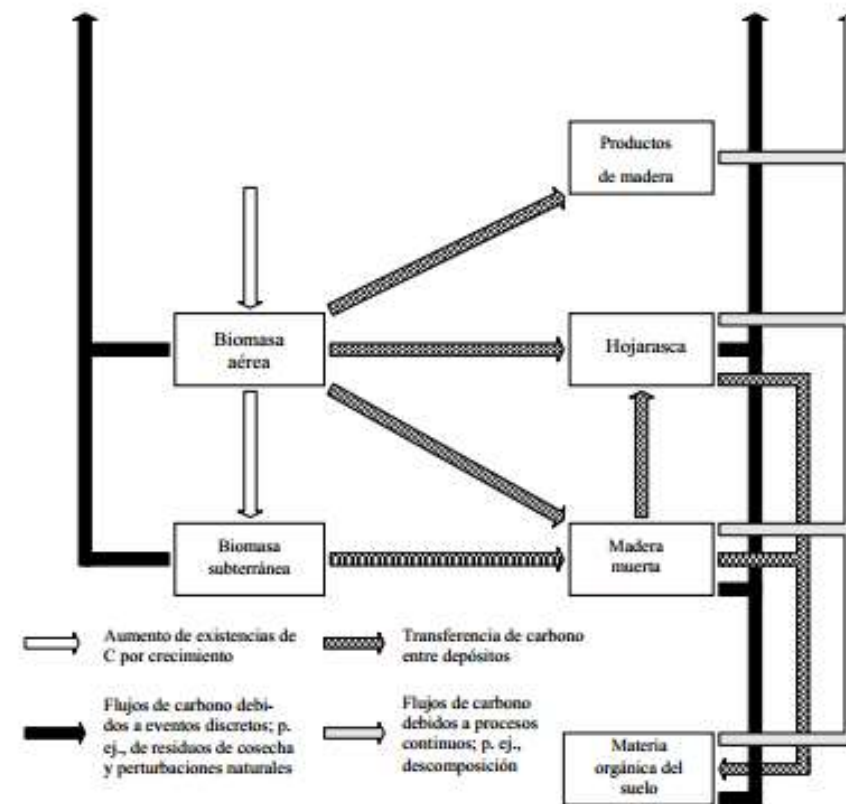 Productos
de madera
Biomasa
aérea
Hojarasca
Biomasa
subterránea
Madera
muerta
Aumento de existencias de
C por crecimiento
Transferencia de carbono
entre depósitos
Flujos de carbono debi-
dos a eventos discretos; p.
ej., de residuos de cosecha
y perturbaciones naturales
Flujos de carbono
debidos a procesos
continuos; p. ej.,
descomposición
Materia
orgánica del
suelo